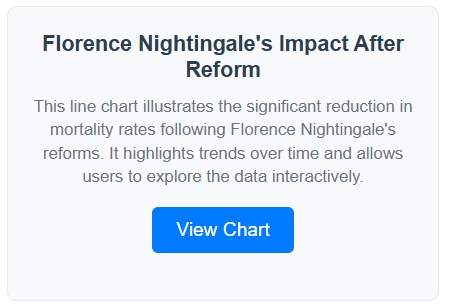 Florence Nightingale's Impact After
Reform
This line chart illustrates the significant reduction in
mortality rates following Florence Nightingale's
reforms. It highlights trends over time and allows
users to explore the data interactively.
View Chart